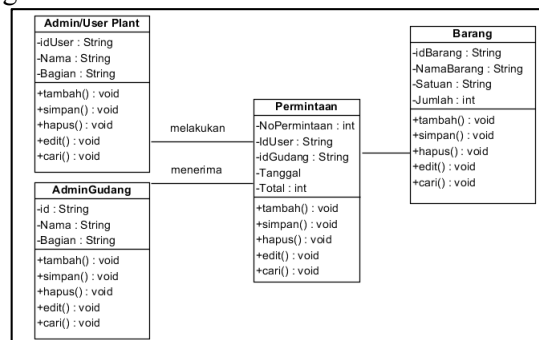 Admin/User Plant
-idUser : String
-Nama : String
-Bagian : String
+tambah() : void
+simpan() : void
+hapus() : void
+edit() : void
+cari() : void
AdminGudang
-id : String
-Nama : String
-Bagian : String
+tambah() : void
+simpan() : void
+hapus() : void
+edit() : void
+cari() : void
melakukan
menerima
Permintaan
-NoPermintaan : int
-IdUser : String
-idGudang : String
-Tanggal
-Total : int
+tambah() : void
+simpan() : void
+hapus() : void
+edit() : void
+cari() : void
Barang
-idBarang : String
-NamaBarang : String
-Satuan : String
-Jumlah : int
+tambah() : void
+simpan() : void
+hapus() : void
+edit() : void
+cari() : void